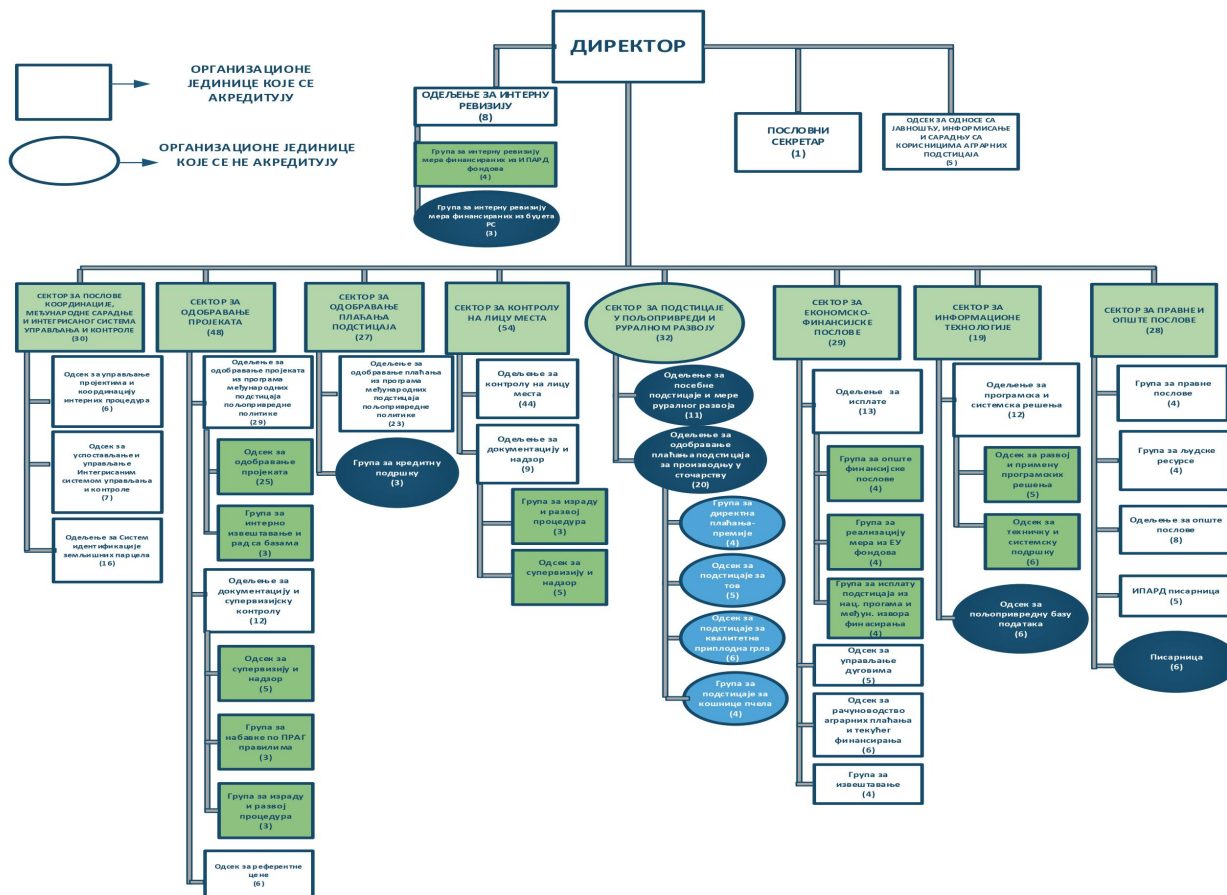 ДИРЕКТОР
ОРГАНИЗАЦИОНЕ
ЈЕДИНИЦЕ КОЈЕ СЕ
АКРЕДИТУЈУ
ОРГАНИЗАЦИОНЕ ЈЕДИНИЦЕ
КОЈЕ СЕ НЕ АКРЕДИТУЈУ
ОДЕЉЕЊЕ ЗА ИНТЕРНУ
РЕВИЗИЈУ
(8)
Група за интерну ревизију
мера финансираних из ИПАРД
фондова
(4)
Група за интерну ревизију
мера финансираних из буџета
РС
(3)
ПОСЛОВНИ
СЕКРЕТАР
(1)
ОДСЕК ЗА ОДНОСЕ СА
ЈАВНОШЋУ, ИНФОРМИСАЊЕ
И САРАДЊУ СА
КОРИСНИЦИМА АГРАРНИХ
ПОДСТИЦАЈА
(5)
СЕКТОР ЗА ПОСЛОВЕ
КООРДИНАЦИЈЕ,
МЕЂУНАРОДНЕ САРАДЊЕ
И ИНТЕГРИСАНОГ СИСТЕМА
УПРАВЉАЊА И КОНТРОЛЕ
(30)
Одсек за управљање
пројектима и
координацију
интерних процедура
(6)
Одсек за
успостављање и
управљање
Интегрисаним
системом управљања
и контроле
(7)
Одељење за Систем
идентификације
земљишних парцела
(16)
СЕКТОР ЗА
ОДОБРАВАЊЕ
ПРОЈЕКАТА
(48)
Одељење за
одобравање пројеката
из програма
међународних
подстицаја
пољопривредне
политике
(29)
Одсек за
одобравање
пројеката
(25)
Група за
интерно
извештавање и
рад са базама
(3)
Одељење за
документацију и
супервизијску
контролу
(12)
Одсек за
супервизију и
надзор
(5)
Група за
набавке по ПРАГ
правилима
(3)
Група за израду
и развој
процедура
(3)
Одсек за референтне
цене
(6)
СЕКТОР ЗА
ОДОБРАВАЊЕ
ПЛАЋАЊА
ПОДСТИЦАЈА
(27)
Одељење за
одобравање плаћања
из програма
међународних
подстицаја
пољопривредне
политике
(23)
Група за кредитну
подршку
(3)
СЕКТОР ЗА КОНТРОЛУ
НА ЛИЦУ МЕСТА
(54)
Одељење за
контролу на лицу
места
(44)
Одељење за
документацију и
надзор
(9)
Група за израду и
развој процедура
(3)
Одсек за
супервизију и
надзор
(5)
СЕКТОР ЗА ПОДСТИЦАЈЕ
У ПОЉОПРИВРЕДИ И
РУРАЛНОМ РАЗВОЈУ
(32)
Одељење за
посебне
подстицаје и мере
руралног развоја
(11)
Одељење за
одобравање
плаћања подстицаја
за производњу у
сточарству
(20)
Група за
директна
плаћања-
премије
(4)
Одсек за
подстицаје за
тов
(5)
Одсек за
подстицаје за
квалитетна
приплодна грла
(6)
Група за
подстицаје за
кошнице пчела
(4)
СЕКТОР ЗА
ЕКОНОМСКО-
ФИНАНСИЈСКЕ
ПОСЛОВЕ
(29)
Одељење за
исплате
(13)
Група за опште
финансијске
послове
(4)
Група за
реализацију
мера из ЕУ
фондова
(4)
Група за исплату
подстицаја из
нац. прогама и
међун. извора
финасирања
(4)
Одсек за
управљање
дуговима
(5)
Одсек за
рачуноводство
аграрних плаћања
и текућег
финансирања
(6)
Група за
извештавање
(4)
СЕКТОР ЗА
ИНФОРМАЦИОНЕ
ТЕХНОЛОГИЈЕ
(19)
Одељење за
програмска и
системска решења
(12)
Одсек за развој
и примену
програмских
решења
(5)
Одсек за
техничку и
системску
подршку
(6)
Одсек за
пољопривредну базу
података
(6)
СЕКТОР ЗА ПРАВНЕ И
ОПШТЕ ПОСЛОВЕ
(28)
Група за правне
послове
(4)
Група за људске
ресурсе
(4)
Одељење за опште
послове
(8)
ИПАРД писарница
(5)
Писарница
(6)